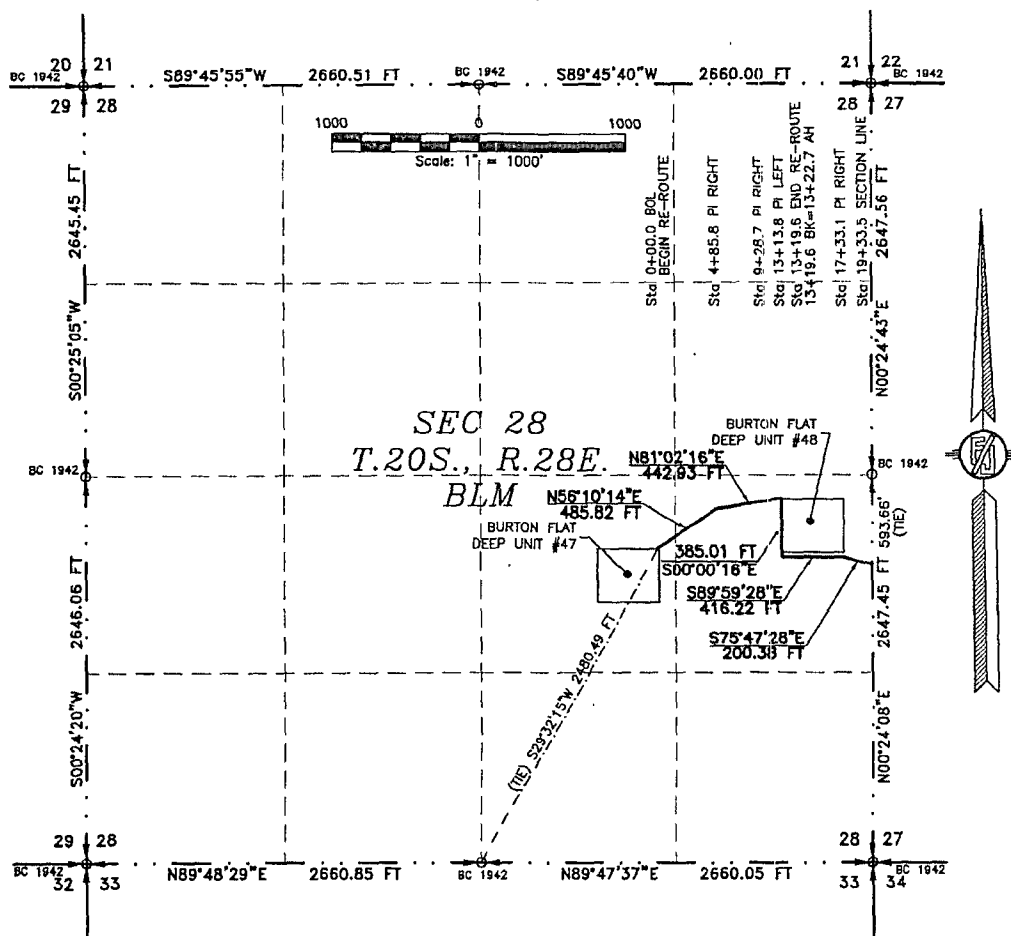 20 21
BC 1942
29 28
S89°45'55"W 2660.51 FT
BC 1942
S89°45'40"W 2660.00 FT
21 22
BC 1942
28 27
1000 0 1000
Scale: 1" = 1000'
Sta 0+00.0 BOL
BEGIN RE-ROUTE
Sta 4+85.8 PI RIGHT
Sta 9+28.7 PI RIGHT
Sta 13+13.8 PI LEFT
Sta 13+19.6 END RE-ROUTE
13+19.6 BK=13+22.7 AH
Sta 17+33.1 PI RIGHT
Sta 19+33.5 SECTION LINE
S00°25'05"W 2645.45 FT
N00°24'43"E 2647.56 FT
SEC 28
T.20S., R.28E.
BLM
BURTON FLAT
DEEP UNIT #48
N81°02'16"E
442.93 FT
BC 1942
BC 1942
N56°10'14"E
485.82 FT
BURTON FLAT
DEEP UNIT #47
593.66'
(TIE)
385.01 FT
S00°00'16"E
S89°59'28"E
416.22 FT
S75°47'28"E
200.38 FT
(TIE) S29°32'15"W 2480.49 FT
S00°24'20"W 2646.06 FT
N00°24'08"E 2647.45 FT
29 28
BC 1942
32 33
N89°48'29"E 2660.85 FT
BC 1942
N89°47'37"E 2660.05 FT
28 27
BC 1942
33 34